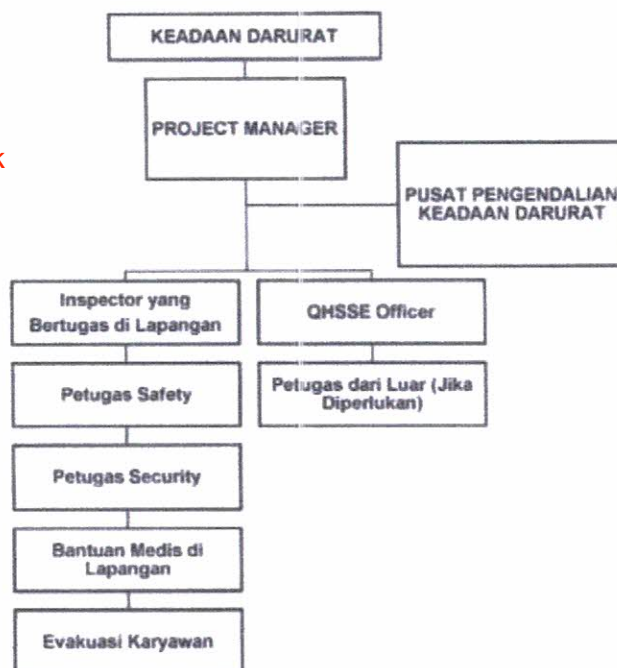 KEADAAN DARURAT
PROJECT MANAGER
k
PUSAT PENGENDALIAN
KEADAAN DARURAT
Inspector yang
Bertugas di Lapangan
QHSSE Officer
Petugas Safety
Petugas dari Luar (Jika
Diperlukan)
Petugas Security
Bantuan Medis di
Lapangan
Evakuasi Karyawan